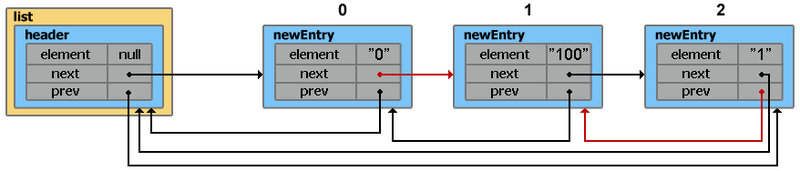 0 1 2
list
header newEntry newEntry newEntry
element null element "0" element "100" element "1"
next next next next
prev prev prev prev